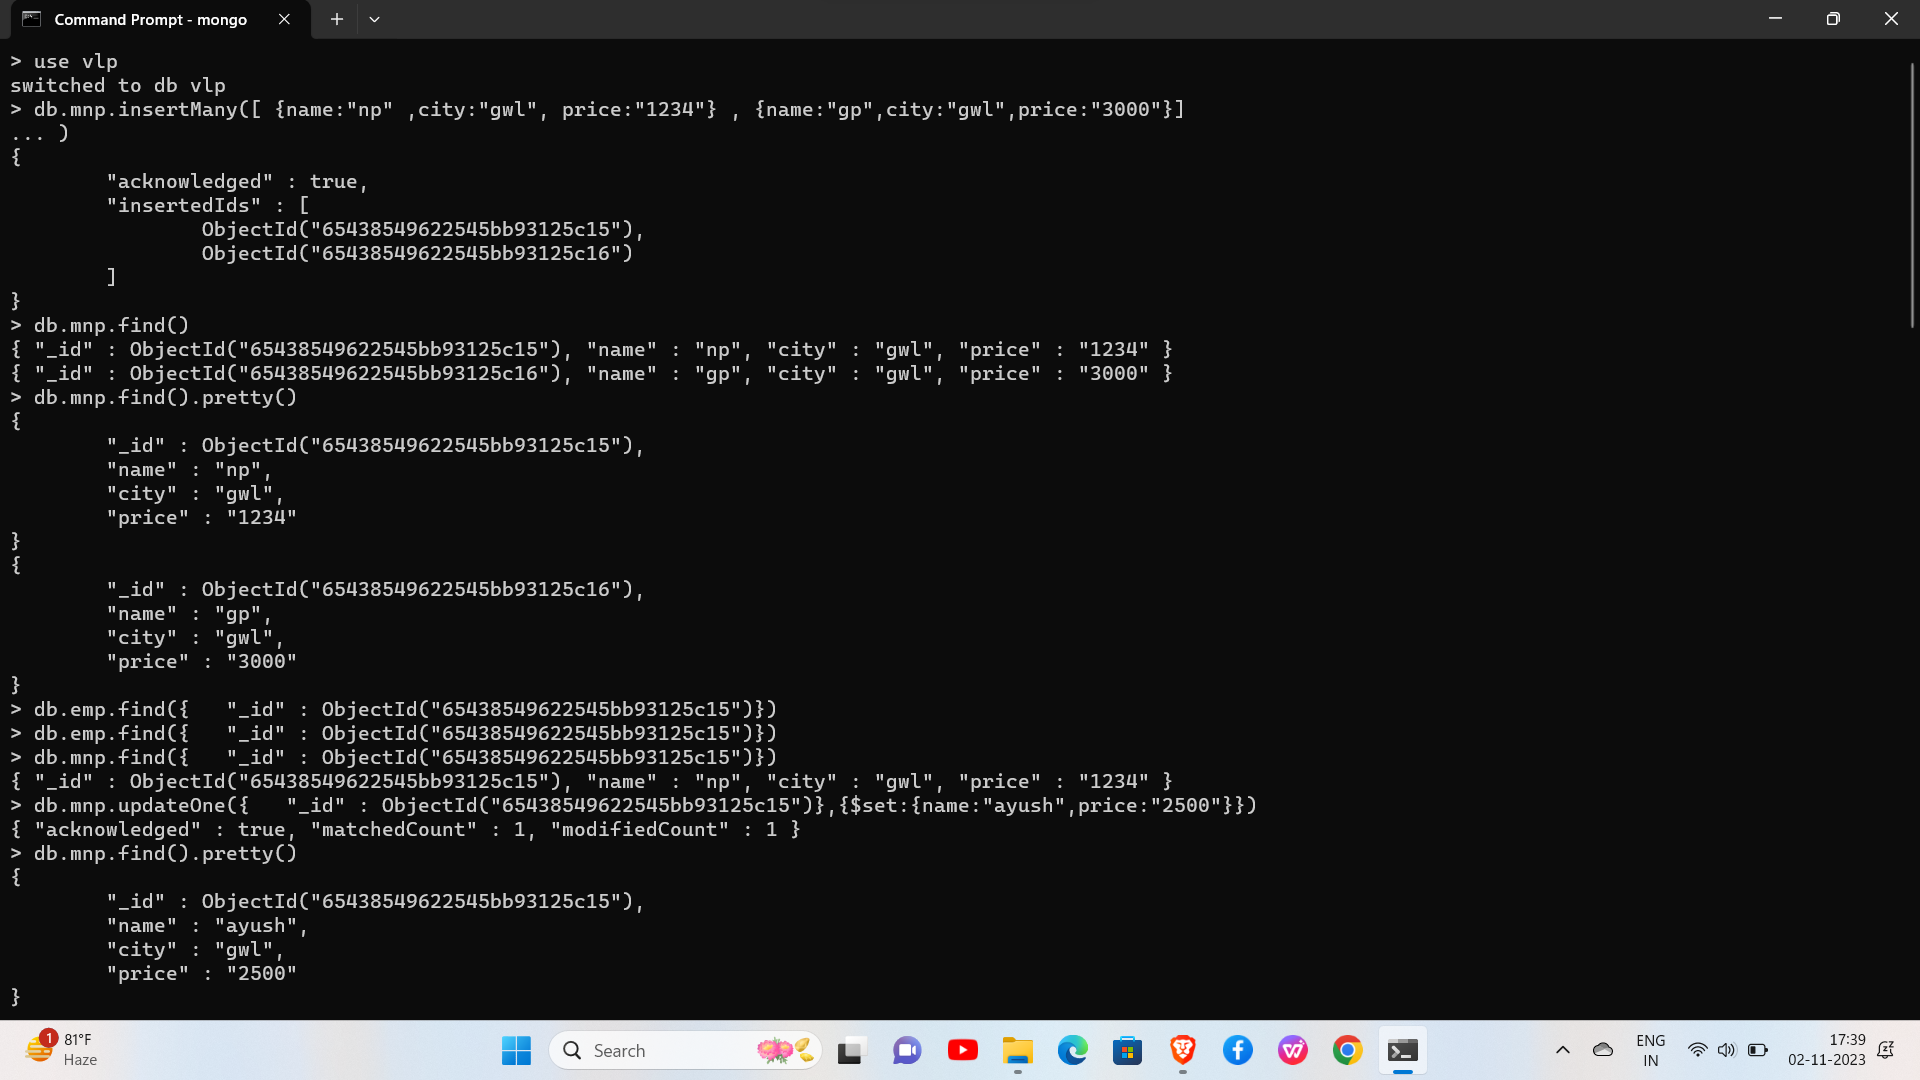 Command Prompt - mongo
> use vlp
switched to db vlp
> db.mnp.insertMany([ {name:"np" ,city:"gwl", price:"1234"} , {name:"gp",city:"gwl",price:"3000"}]
... )
{
        "acknowledged" : true,
        "insertedIds" : [
                ObjectId("65438549622545bb93125c15"),
                ObjectId("65438549622545bb93125c16")
        ]
}
> db.mnp.find()
{ "_id" : ObjectId("65438549622545bb93125c15"), "name" : "np", "city" : "gwl", "price" : "1234" }
{ "_id" : ObjectId("65438549622545bb93125c16"), "name" : "gp", "city" : "gwl", "price" : "3000" }
> db.mnp.find().pretty()
{
        "_id" : ObjectId("65438549622545bb93125c15"),
        "name" : "np",
        "city" : "gwl",
        "price" : "1234"
}
{
        "_id" : ObjectId("65438549622545bb93125c16"),
        "name" : "gp",
        "city" : "gwl",
        "price" : "3000"
}
> db.emp.find({   "_id" : ObjectId("65438549622545bb93125c15")})
> db.emp.find({   "_id" : ObjectId("65438549622545bb93125c15")})
> db.mnp.find({   "_id" : ObjectId("65438549622545bb93125c15")})
{ "_id" : ObjectId("65438549622545bb93125c15"), "name" : "np", "city" : "gwl", "price" : "1234" }
> db.mnp.updateOne({   "_id" : ObjectId("65438549622545bb93125c15")},{$set:{name:"ayush",price:"2500"}})
{ "acknowledged" : true, "matchedCount" : 1, "modifiedCount" : 1 }
> db.mnp.find().pretty()
{
        "_id" : ObjectId("65438549622545bb93125c15"),
        "name" : "ayush",
        "city" : "gwl",
        "price" : "2500"
}
1
81°F
Haze
Search
ENG
IN
17:39
02-11-2023